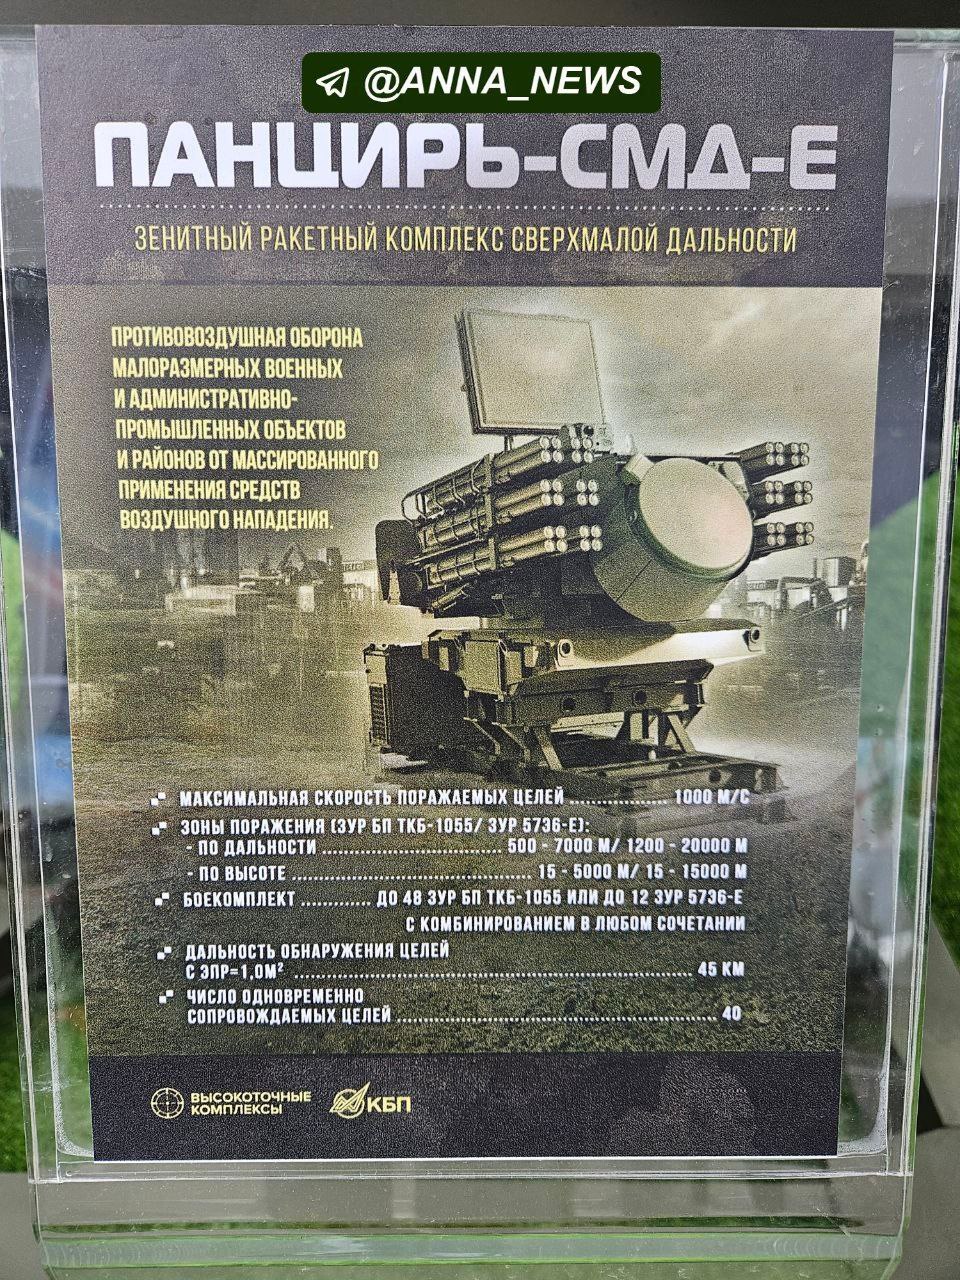 @ANNA_NEWS
ПАНЦИРЬ-СМД-Е
ЗЕНИТНЫЙ РАКЕТНЫЙ КОМПЛЕКС СВЕРХМАЛОЙ ДАЛЬНОСТИ
ПРОТИВОВОЗДУШНАЯ ОБОРОНА
МАЛОРАЗМЕРНЫХ ВОЕННЫХ
И АДМИНИСТРАТИВНО-
ПРОМЫШЛЕННЫХ ОБЪЕКТОВ
И РАЙОНОВ ОТ МАССИРОВАННОГО
ПРИМЕНЕНИЯ СРЕДСТВ
ВОЗДУШНОГО НАПАДЕНИЯ.
МАКСИМАЛЬНАЯ СКОРОСТЬ ПОРАЖАЕМЫХ ЦЕЛЕЙ ................. 1000 М/С
ЗОНЫ ПОРАЖЕНИЯ (ЗУР БП ТКБ-1055/ ЗУР 5736-Е):
- ПО ДАЛЬНОСТИ ................................ 500 - 7000 М/ 1200 - 20000 М
- ПО ВЫСОТЕ .......................................... 15 - 5000 М/ 15 - 15000 М
БОЕКОМПЛЕКТ ............ ДО 48 ЗУР БП ТКБ-1055 ИЛИ ДО 12 ЗУР 5736-Е
С КОМБИНИРОВАНИЕМ В ЛЮБОМ СОЧЕТАНИИ
ДАЛЬНОСТЬ ОБНАРУЖЕНИЯ ЦЕЛЕЙ
С ЭПР=1,0М² ...................................................................... 45 КМ
ЧИСЛО ОДНОВРЕМЕННО
СОПРОВОЖДАЕМЫХ ЦЕЛЕЙ ........................................................ 40
ВЫСОКОТОЧНЫЕ
КОМПЛЕКСЫ
КБП